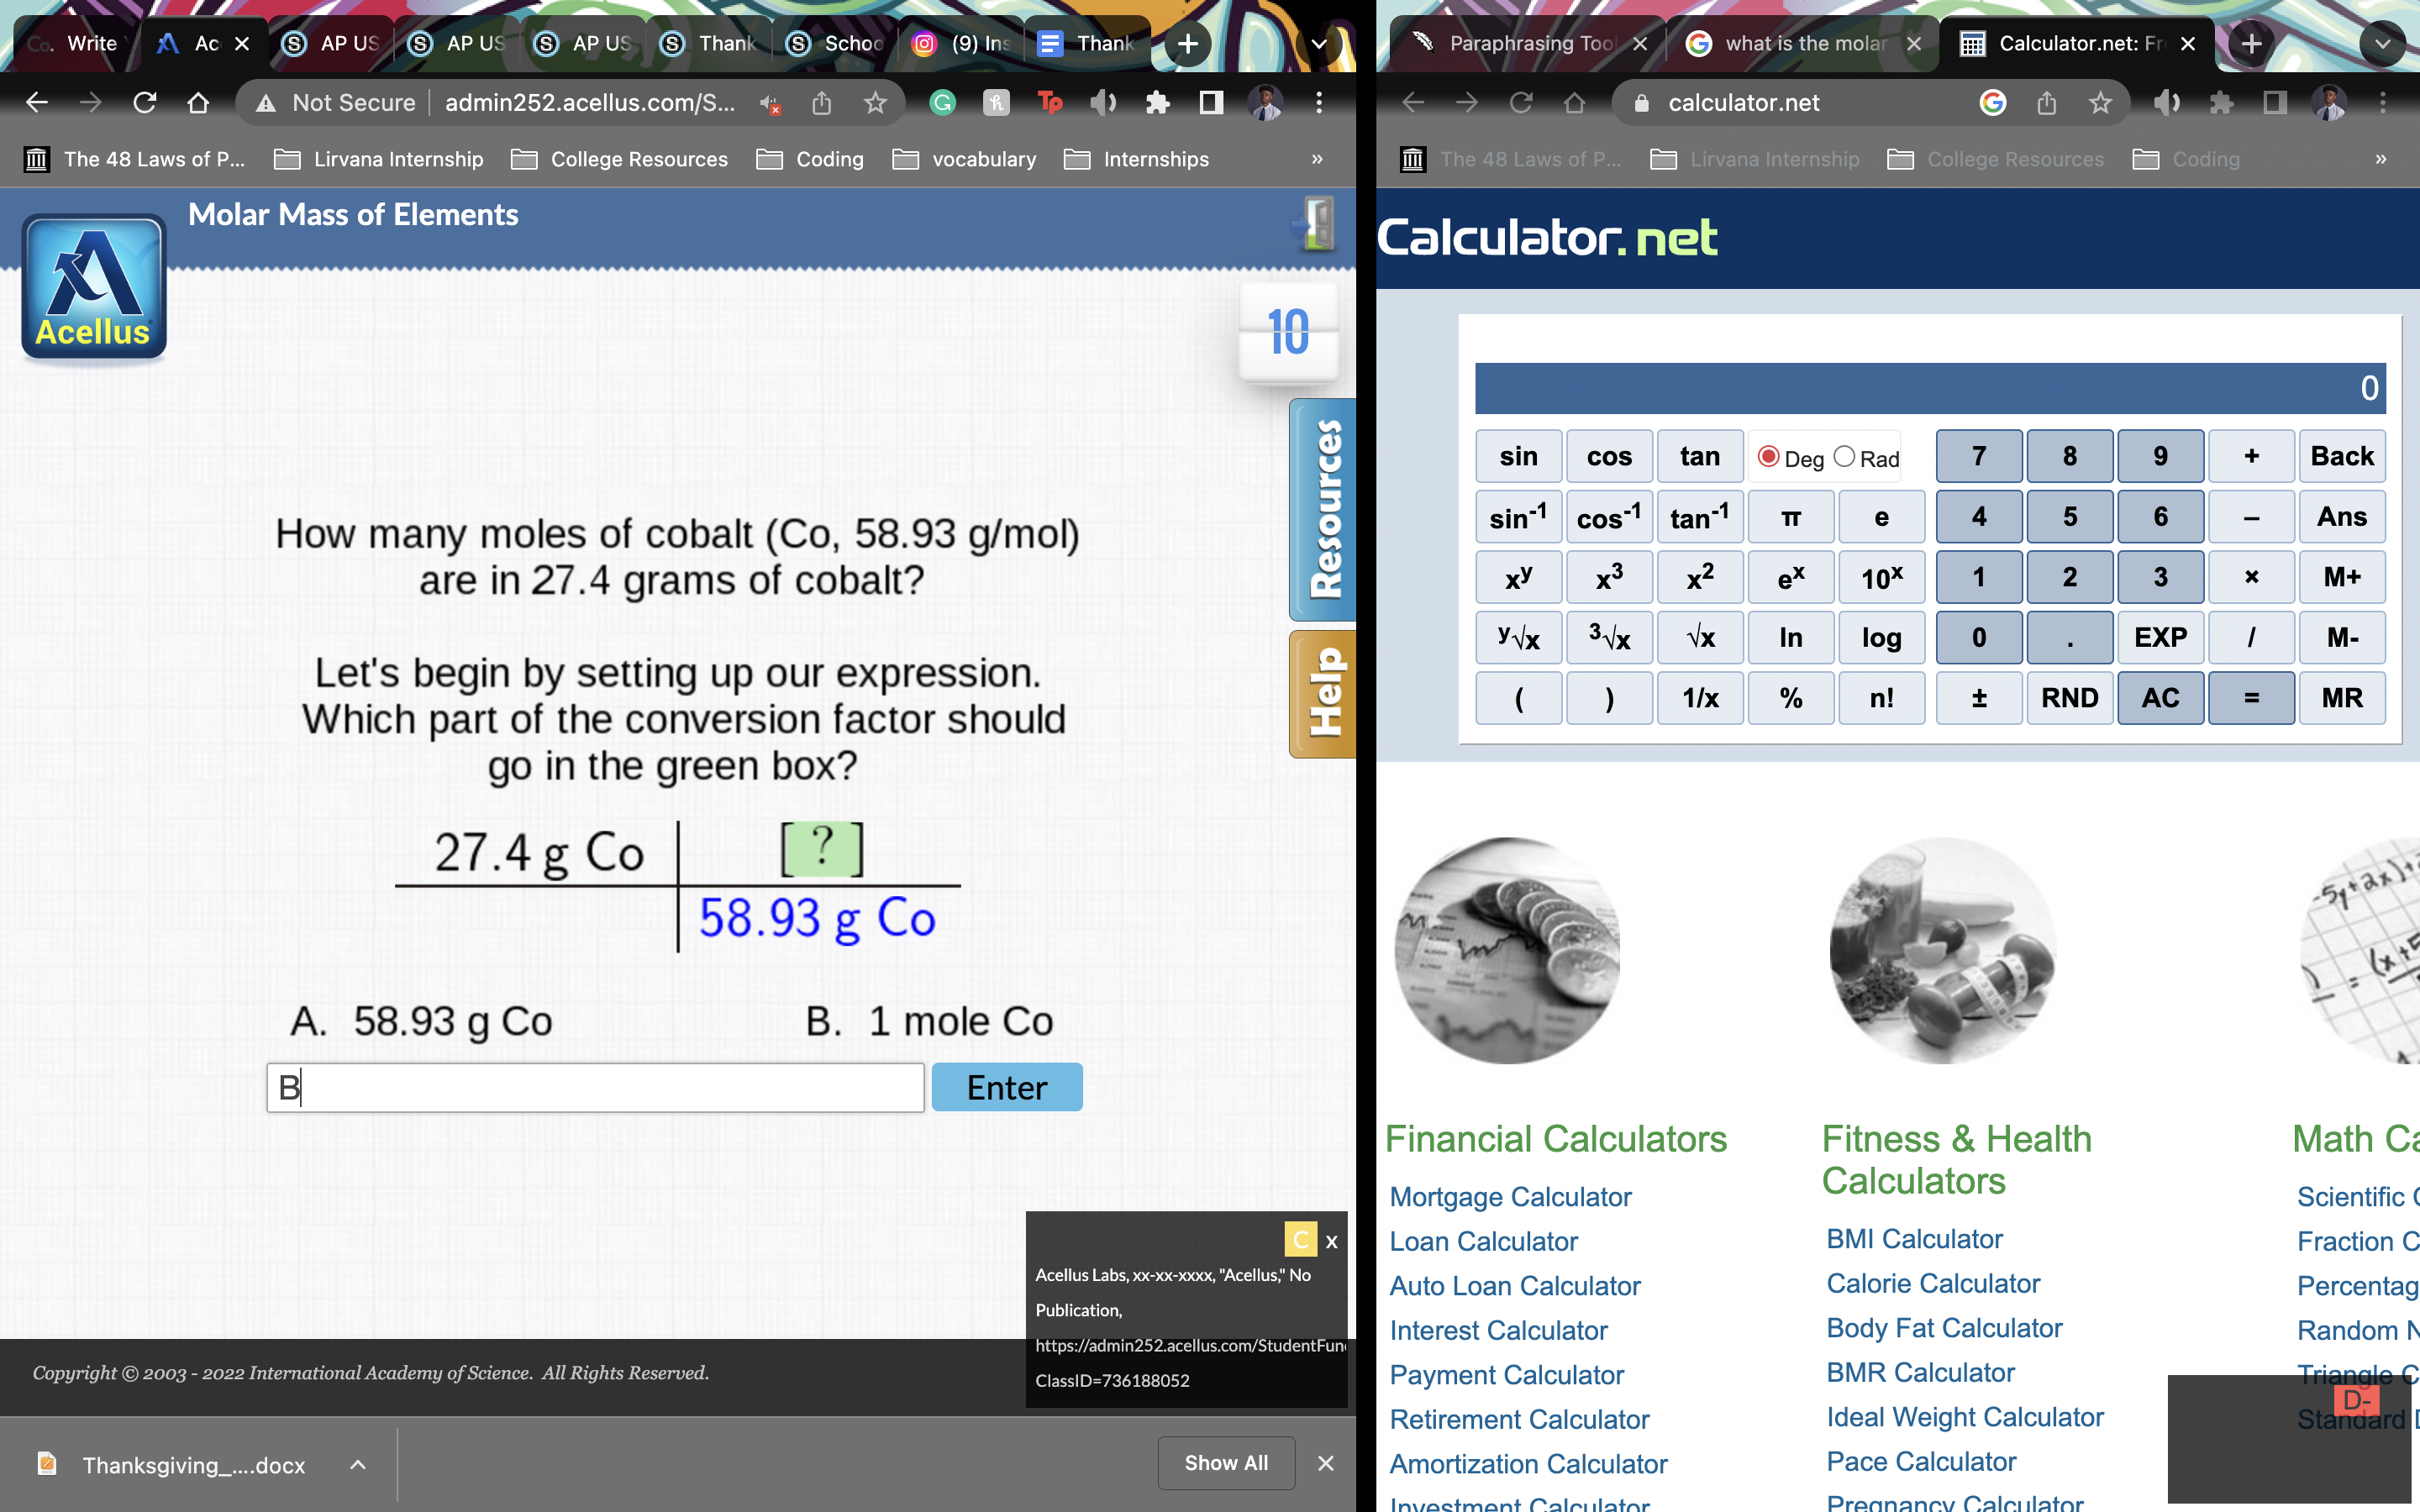 Write
Ac
AP US
AP US
AP US
Thank
Schoo
(9) Ins
Thank
Not Secure
admin252.acellus.com/S...
The 48 Laws of P...
Lirvana Internship
College Resources
Coding
vocabulary
Internships
»
Molar Mass of Elements
Acellus
10
Resources
Help
How many moles of cobalt (Co, 58.93 g/mol)
are in 27.4 grams of cobalt?
Let's begin by setting up our expression.
Which part of the conversion factor should
go in the green box?
27.4 g Co [ ? ]
58.93 g Co
A. 58.93 g Co B. 1 mole Co
B
Enter
C x
Acellus Labs, xx-xx-xxxx, "Acellus," No
Publication,
https://admin252.acellus.com/StudentFun
ClassID=736188052
Copyright © 2003 - 2022 International Academy of Science. All Rights Reserved.
Thanksgiving_....docx
Show All
Paraphrasing Tool
what is the molar
Calculator.net: Fr
calculator.net
The 48 Laws of P...
Lirvana Internship
College Resources
Coding
»
Calculator.net
0
sin cos tan Deg Rad 7 8 9 + Back
sin-1 cos-1 tan-1 π e 4 5 6 – Ans
xy x3 x2 ex 10x 1 2 3 × M+
y√x 3√x √x ln log 0 . EXP / M-
( ) 1/x % n! ± RND AC = MR
Financial Calculators
Mortgage Calculator
Loan Calculator
Auto Loan Calculator
Interest Calculator
Payment Calculator
Retirement Calculator
Amortization Calculator
Investment Calculator
Fitness & Health
Calculators
BMI Calculator
Calorie Calculator
Body Fat Calculator
BMR Calculator
Ideal Weight Calculator
Pace Calculator
Pregnancy Calculator
Math Ca
Scientific
Fraction C
Percentag
Random N
Triangle C
Standard D
D-